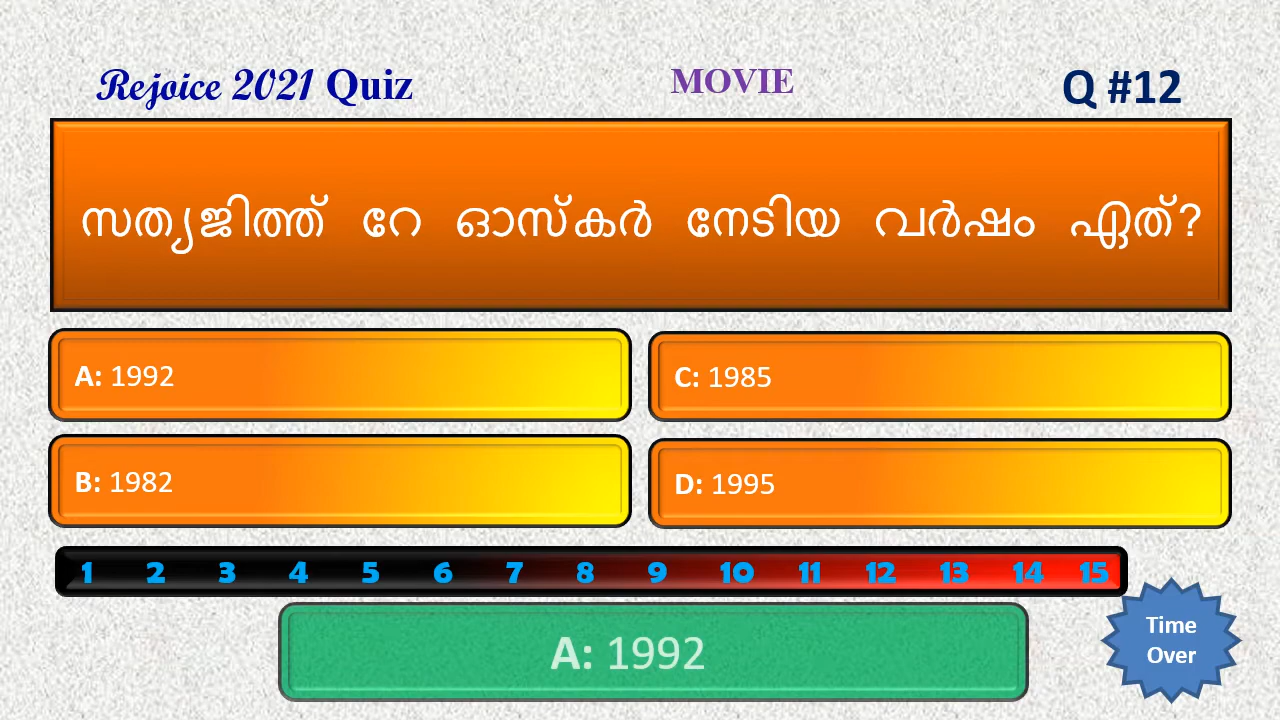 Rejoice 2021 Quiz
MOVIE
Q #12
സത്യജിത്ത് റേ ഓസ്കർ നേടിയ വർഷം ഏത്?
A: 1992
C: 1985
B: 1982
D: 1995
1 2 3 4 5 6 7 8 9 10 11 12 13 14 15
A: 1992
Time
Over